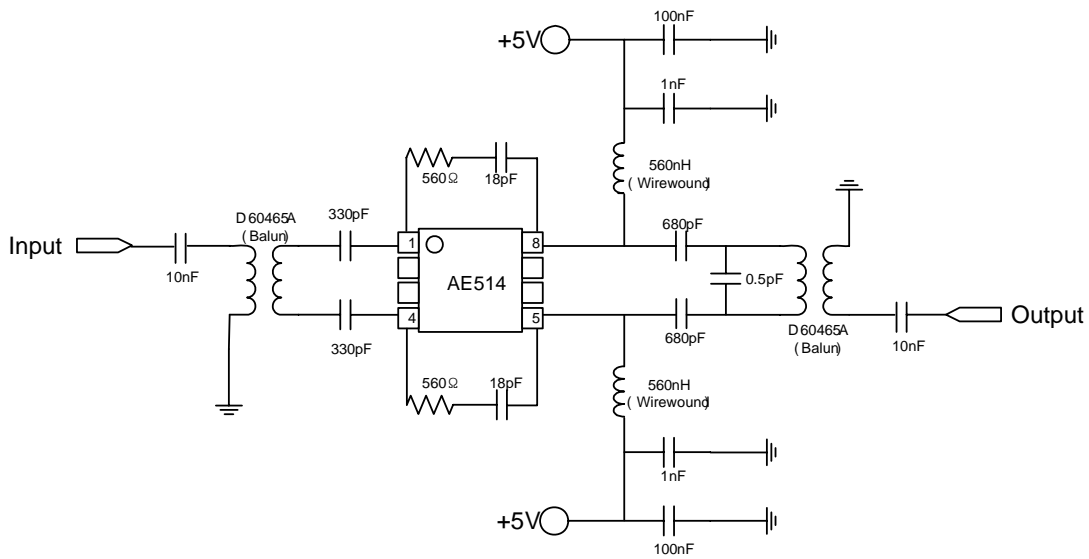 100nF
+5V
1nF
560nH
( Wirewound)
560Ω
18pF
D60465A
( Balun)
330pF
680pF
Input
1
8
10nF
AE514
0.5pF
4
5
Output
330pF
680pF
D60465A
( Balun)
10nF
560Ω
18pF
560nH
( Wirewound)
1nF
+5V
100nF